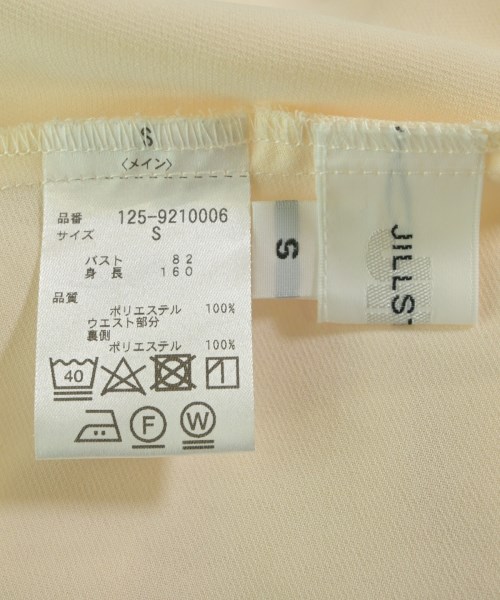 S
〈メイン〉
品番 125-9210006
サイズ S
バスト 82
身長 160
品質
ポリエステル 100%
ウエスト部分
裏側
ポリエステル 100%
40
1
F
W
S
JILLST